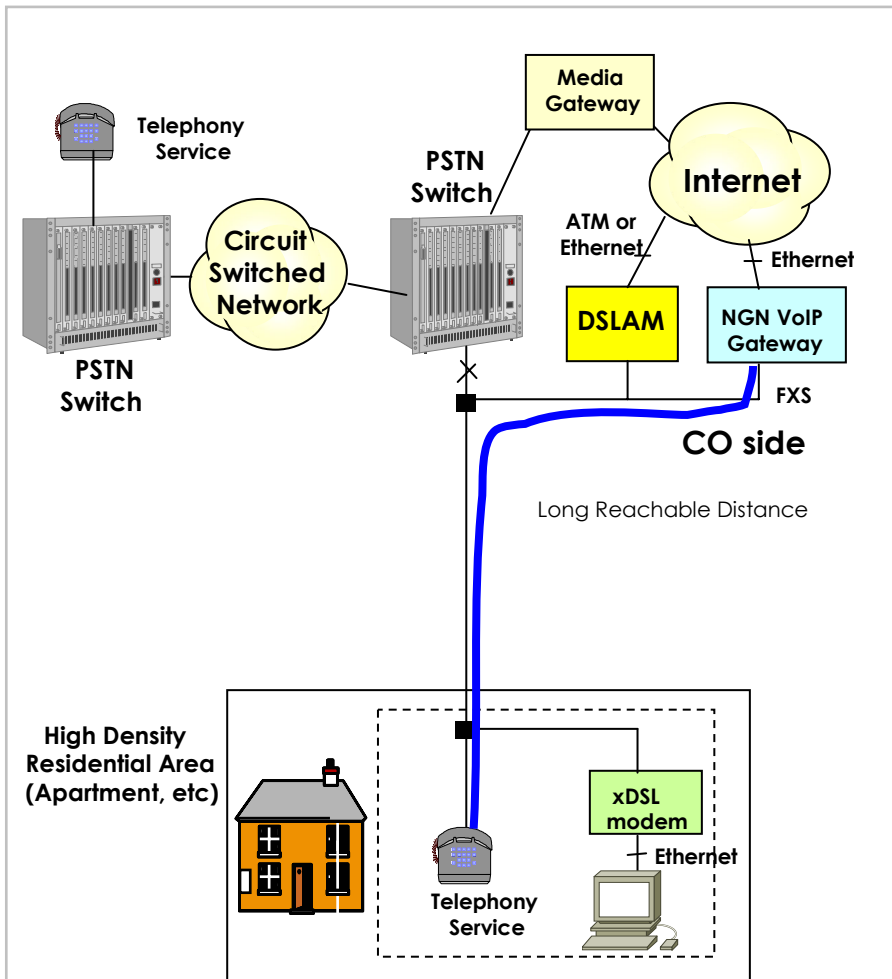 Media
Gateway
Telephony
Service
PSTN
Switch
Internet
Circuit
Switched
Network
ATM or
Ethernet
Ethernet
DSLAM
NGN VoIP
Gateway
PSTN
Switch
FXS
CO side
Long Reachable Distance
High Density
Residential Area
(Apartment, etc)
xDSL
modem
Ethernet
Telephony
Service